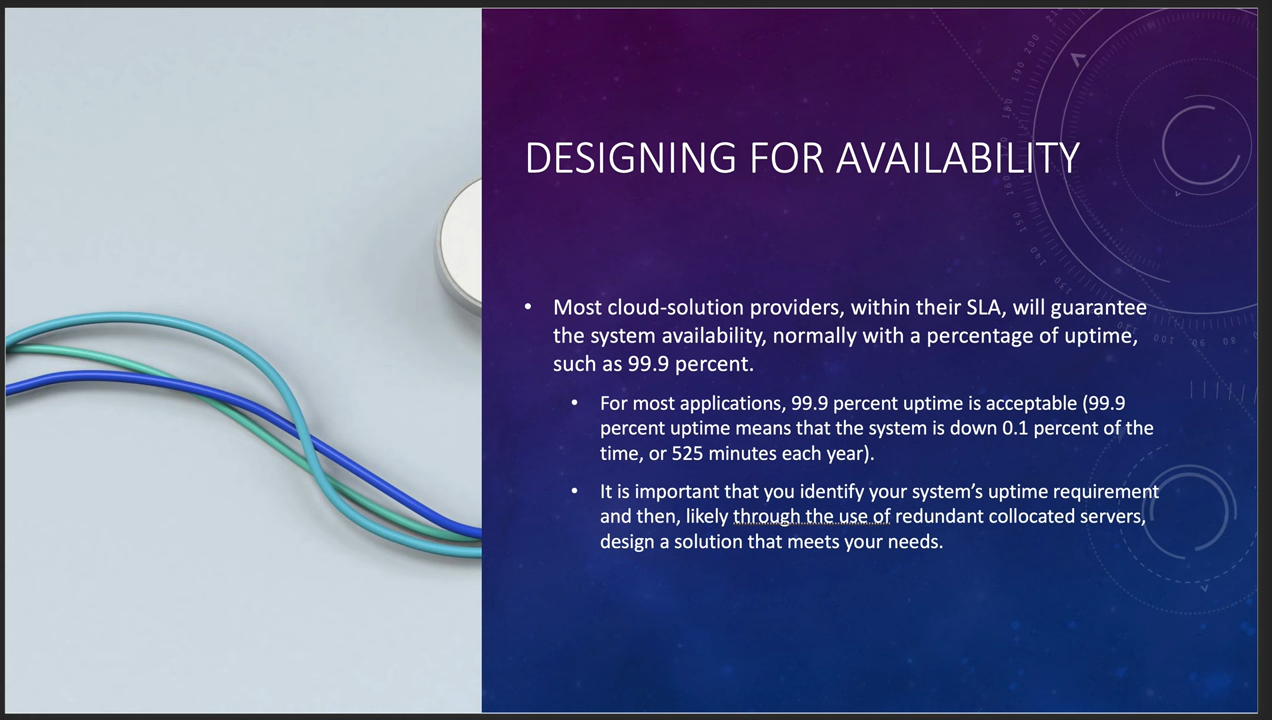 DESIGNING FOR AVAILABILITY
• Most cloud-solution providers, within their SLA, will guarantee
the system availability, normally with a percentage of uptime,
such as 99.9 percent.
• For most applications, 99.9 percent uptime is acceptable (99.9
percent uptime means that the system is down 0.1 percent of the
time, or 525 minutes each year).
• It is important that you identify your system’s uptime requirement
and then, likely through the use of redundant collocated servers,
design a solution that meets your needs.